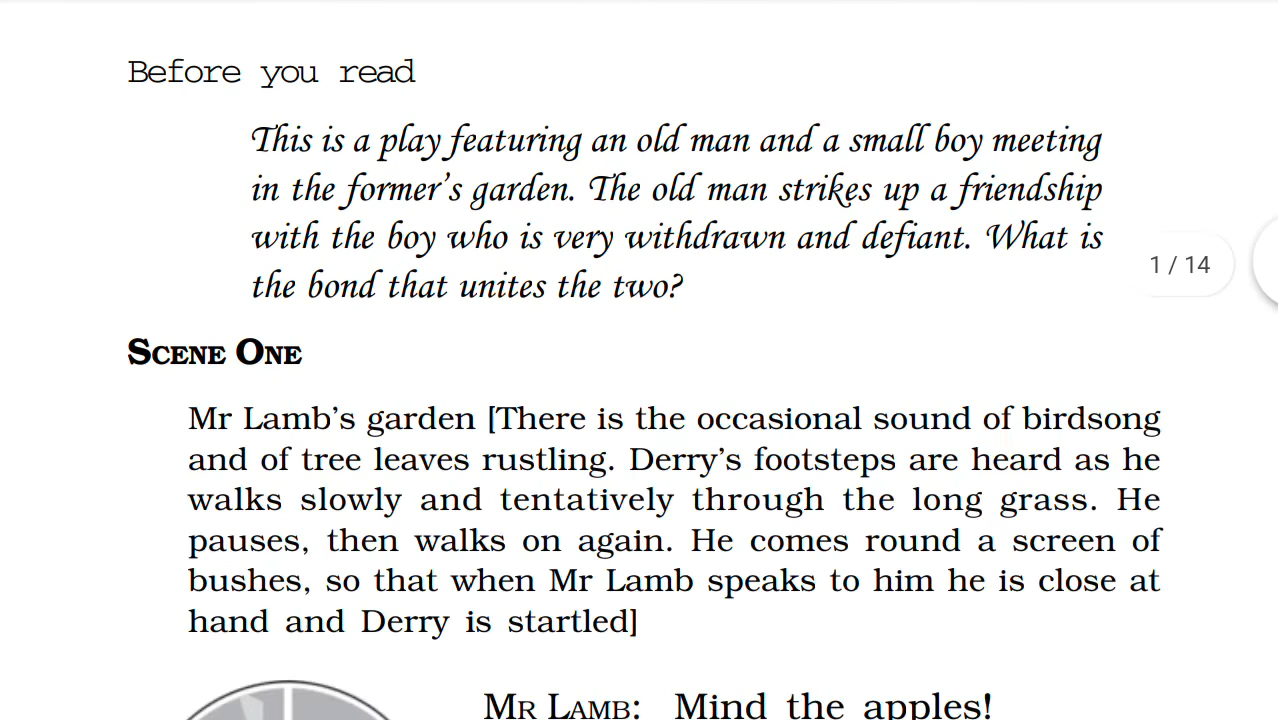 Before you read
This is a play featuring an old man and a small boy meeting
in the former's garden. The old man strikes up a friendship
with the boy who is very withdrawn and defiant. What is
the bond that unites the two?
1 / 14
SCENE ONE
Mr Lamb's garden [There is the occasional sound of birdsong
and of tree leaves rustling. Derry's footsteps are heard as he
walks slowly and tentatively through the long grass. He
pauses, then walks on again. He comes round a screen of
bushes, so that when Mr Lamb speaks to him he is close at
hand and Derry is startled]
MR LAMB: Mind the apples!